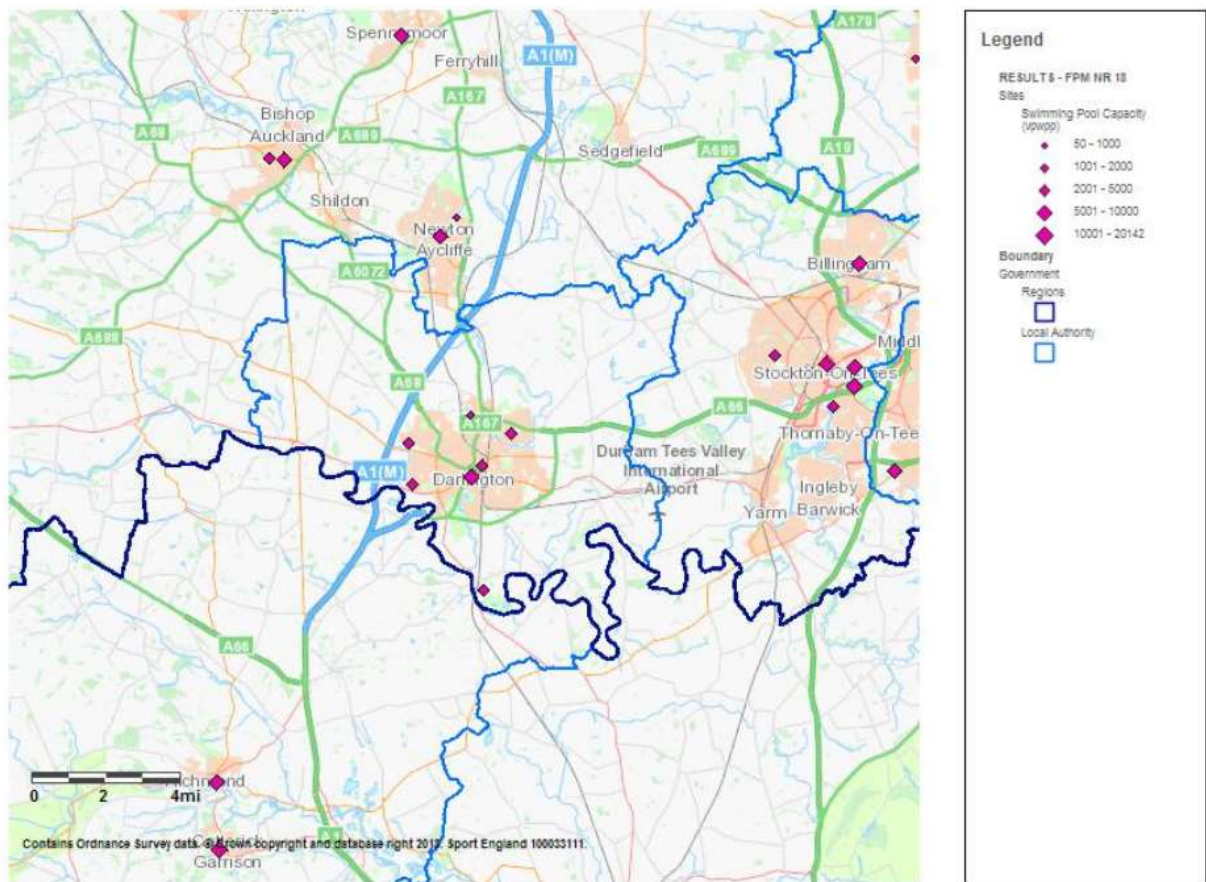 Spennymoor
A179
Ferryhill
A1(M)
A167
Bishop
Auckland
A68
A689
Sedgefield
A689
A19
Shildon
Newton
Aycliffe
Billingham
A6072
A688
Stockton-On-Tees
A68
A66
A167
Thornaby-On-Tee
Durham Tees Valley
International
Airport
A1(M)
Darlington
Ingleby
Barwick
Yarm
A66
Richmond
0 2 4mi
A1
Contains Ordnance Survey data. © Crown copyright and database right 2013. Sport England 100033111.
Garrison
Legend
RESULTS - FPM NR 13
Sites
Swimming Pool Capacity
(vpwpp)
50 - 1000
1001 - 2000
2001 - 5000
5001 - 10000
10001 - 20142
Boundary
Government
Regions
Local Authority